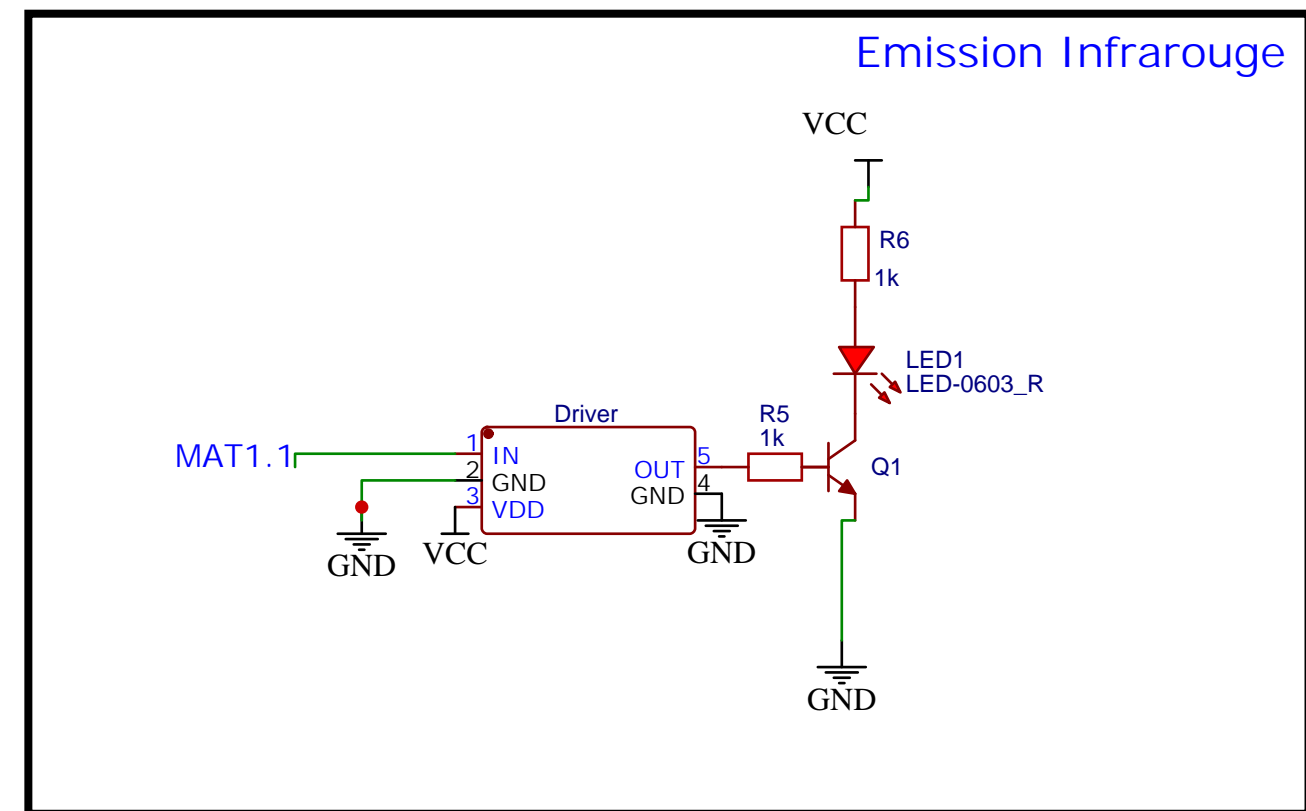 Emission Infrarouge
VCC
R6
1k
LED1
LED-0603_R
Driver
R5
1k
MAT1.1
1
IN
2
GND
3
VDD
OUT
5
GND
4
Q1
GND
VCC
GND
GND